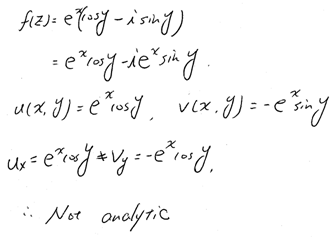 f(z) = e^x(cos y - i sin y)
= e^x cos y - i e^x sin y.
u(x, y) = e^x cos y, v(x, y) = -e^x sin y
u_x = e^x cos y ≠ v_y = -e^x cos y,
∴ Not analytic